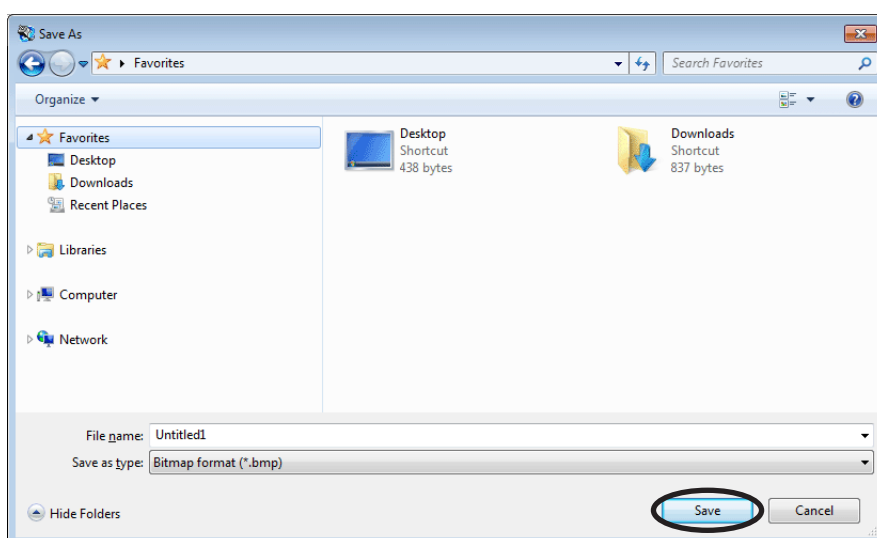 Save As
Favorites
Search Favorites
Organize
Favorites
Desktop
Downloads
Recent Places
Libraries
Computer
Network
Desktop
Shortcut
438 bytes
Downloads
Shortcut
837 bytes
File name: Untitled1
Save as type: Bitmap format (*.bmp)
Hide Folders
Save
Cancel